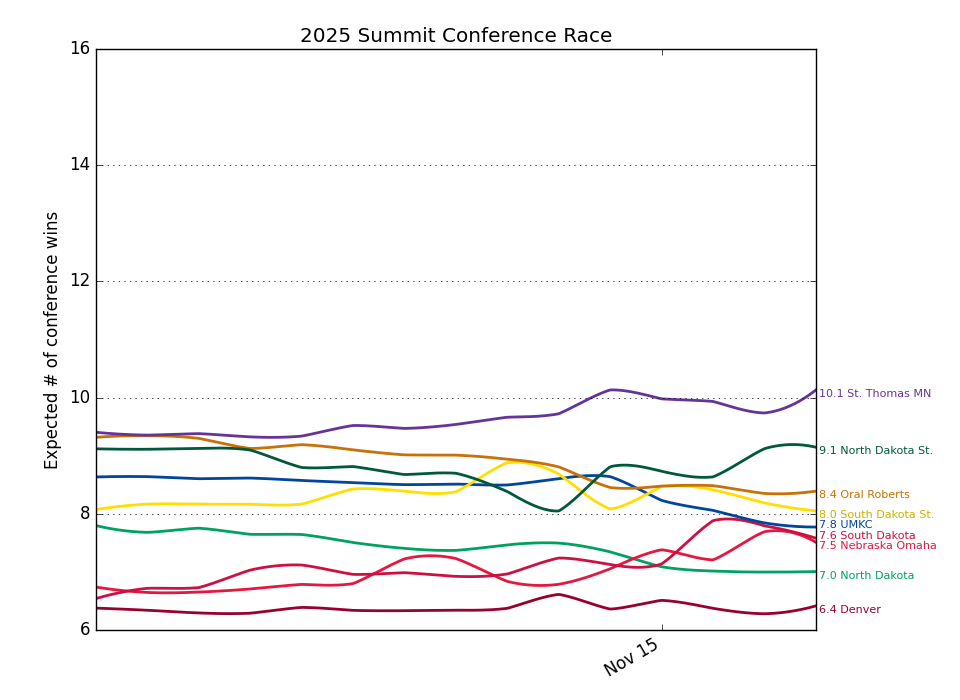 2025 Summit Conference Race
Expected # of conference wins
16
14
12
10
8
6
Nov 15
10.1 St. Thomas MN
9.1 North Dakota St.
8.4 Oral Roberts
8.0 South Dakota St.
7.8 UMKC
7.6 South Dakota
7.5 Nebraska Omaha
7.0 North Dakota
6.4 Denver